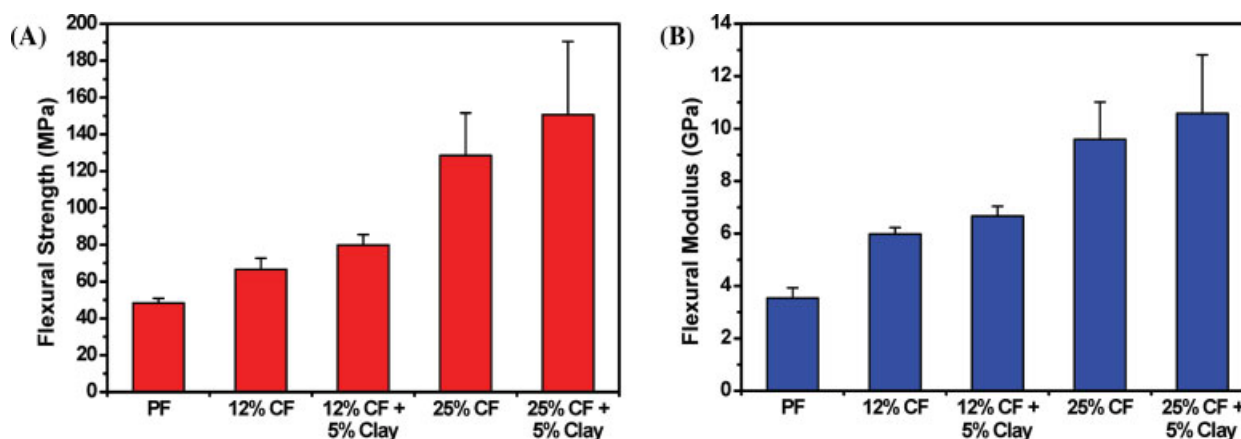 (A)
Flexural Strength (MPa)
200
180
160
140
120
100
80
60
40
20
0
PF
12% CF
12% CF +
5% Clay
25% CF
25% CF +
5% Clay
(B)
Flexural Modulus (GPa)
14
12
10
8
6
4
2
0
PF
12% CF
12% CF +
5% Clay
25% CF
25% CF +
5% Clay